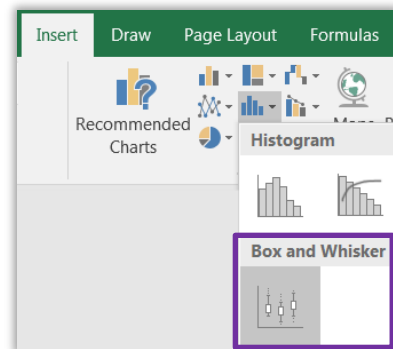 Insert Draw Page Layout Formulas
Recommended
Charts
Histogram
Box and Whisker